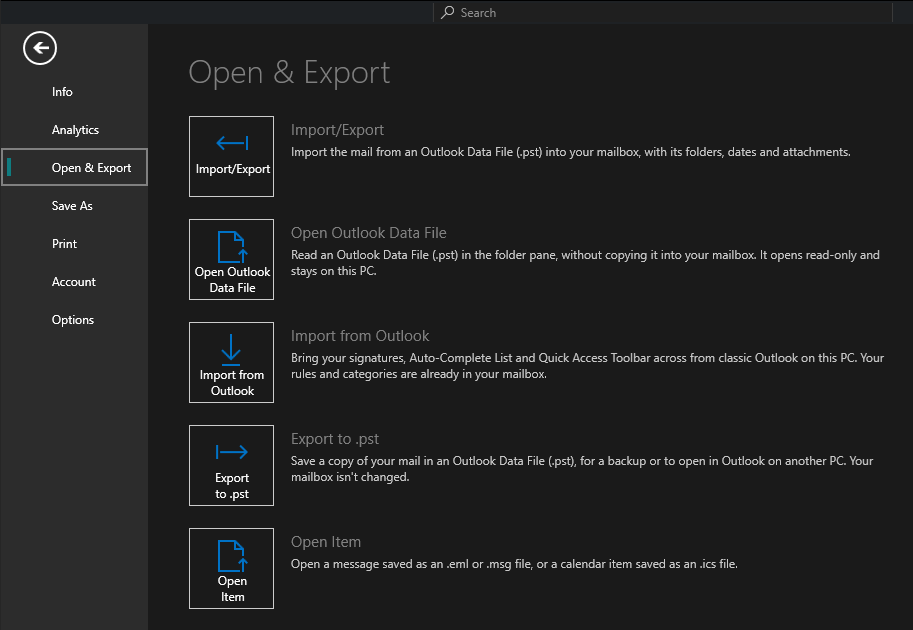 Search
Info
Analytics
Open & Export
Save As
Print
Account
Options
Open & Export
Import/Export
Import/Export
Import the mail from an Outlook Data File (.pst) into your mailbox, with its folders, dates and attachments.
Open Outlook
Data File
Open Outlook Data File
Read an Outlook Data File (.pst) in the folder pane, without copying it into your mailbox. It opens read-only and
stays on this PC.
Import from
Outlook
Import from Outlook
Bring your signatures, Auto-Complete List and Quick Access Toolbar across from classic Outlook on this PC. Your
rules and categories are already in your mailbox.
Export
to .pst
Export to .pst
Save a copy of your mail in an Outlook Data File (.pst), for a backup or to open in Outlook on another PC. Your
mailbox isn't changed.
Open
Item
Open Item
Open a message saved as an .eml or .msg file, or a calendar item saved as an .ics file.